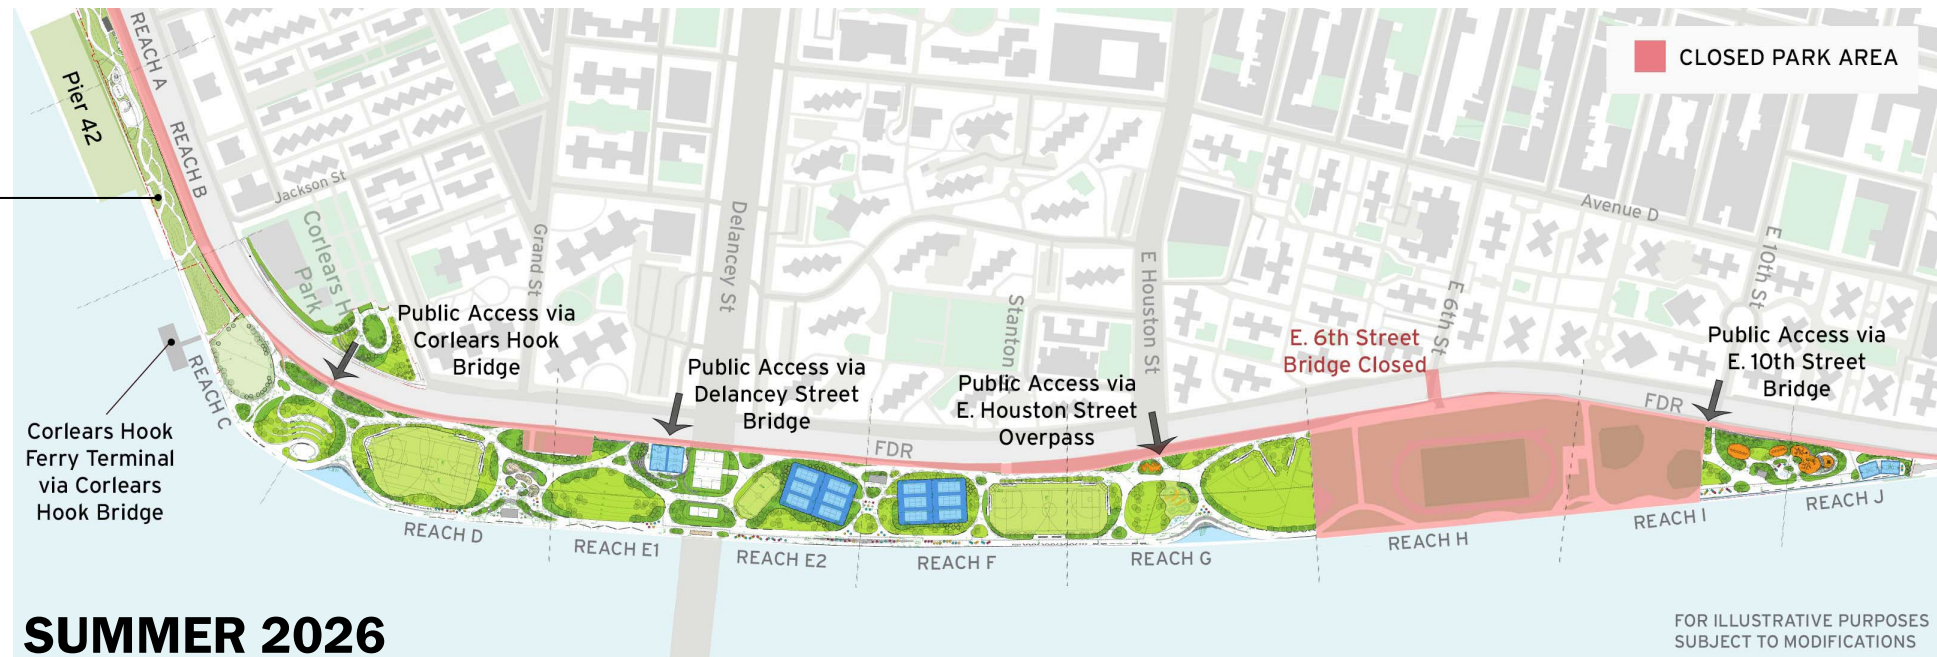 CLOSED PARK AREA
REACH A
Pier 42
REACH B
Jackson St
Corlears H
Park
Grand St
Delancey St
Stanton
E Houston St
E 6th St
Avenue D
E 10th St
Public Access via
Corlears Hook
Bridge
Public Access via
Delancey Street
Bridge
Public Access via
E. Houston Street
Overpass
E. 6th Street
Bridge Closed
Public Access via
E. 10th Street
Bridge
FDR
FDR
Corlears Hook
Ferry Terminal
via Corlears
Hook Bridge
REACH C
REACH D
REACH E1
REACH E2
REACH F
REACH G
REACH H
REACH I
REACH J
SUMMER 2026
FOR ILLUSTRATIVE PURPOSES
SUBJECT TO MODIFICATIONS